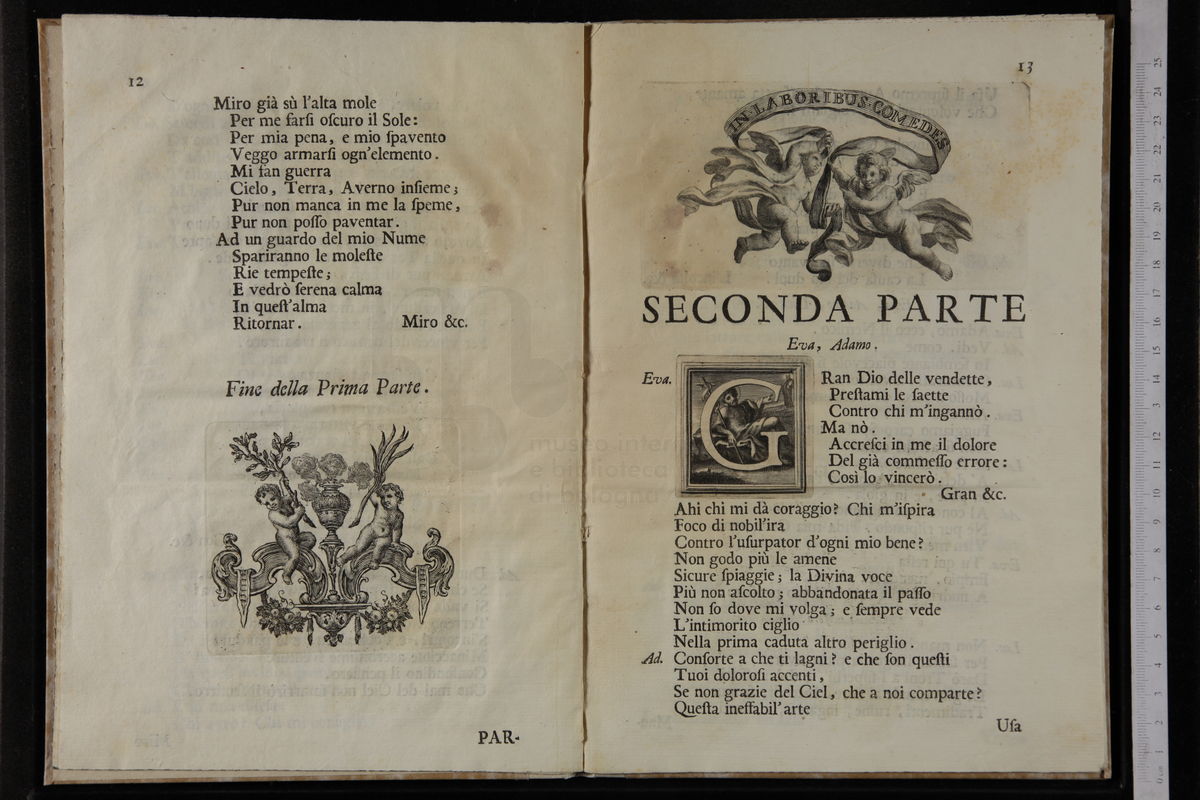 12
Miro già sù l'alta mole
Per me farſi oſcuro il Sole:
Per mia pena, e mio ſpavento
Veggo armarſi ogn'elemento.
Mi fan guerra
Cielo, Terra, Averno inſieme;
Pur non manca in me la ſpeme,
Pur non poſſo paventar.
Ad un guardo del mio Nume
Spariranno le moleſte
Rie tempeſte;
E vedrò ſerena calma
In queſt'alma
Ritornar. Miro &c.
Fine della Prima Parte.
PAR-
13
IN LABORIBUS COMEDES
SECONDA PARTE
Eva, Adamo.
Eva. GRan Dio delle vendette,
Preſtami le ſaette
Contro chi m'ingannò.
Ma nò.
Accreſci in me il dolore
Del già commeſſo errore:
Così lo vincerò.
Gran &c.
Ahi chi mi dà coraggio? Chi m'iſpira
Foco di nobil'ira
Contro l'uſurpator d'ogni mio bene?
Non godo più le amene
Sicure ſpiaggie; la Divina voce
Più non aſcolto; abbandonata il paſſo
Non ſo dove mi volga; e ſempre vede
L'intimorito ciglio
Nella prima caduta altro periglio.
Ad. Conſorte a che ti lagni? e che ſon queſti
Tuoi doloroſi accenti,
Se non grazie del Ciel, che a noi comparte?
Queſta ineffabil'arte
Uſa
museo inter
e biblioteca
di bologna